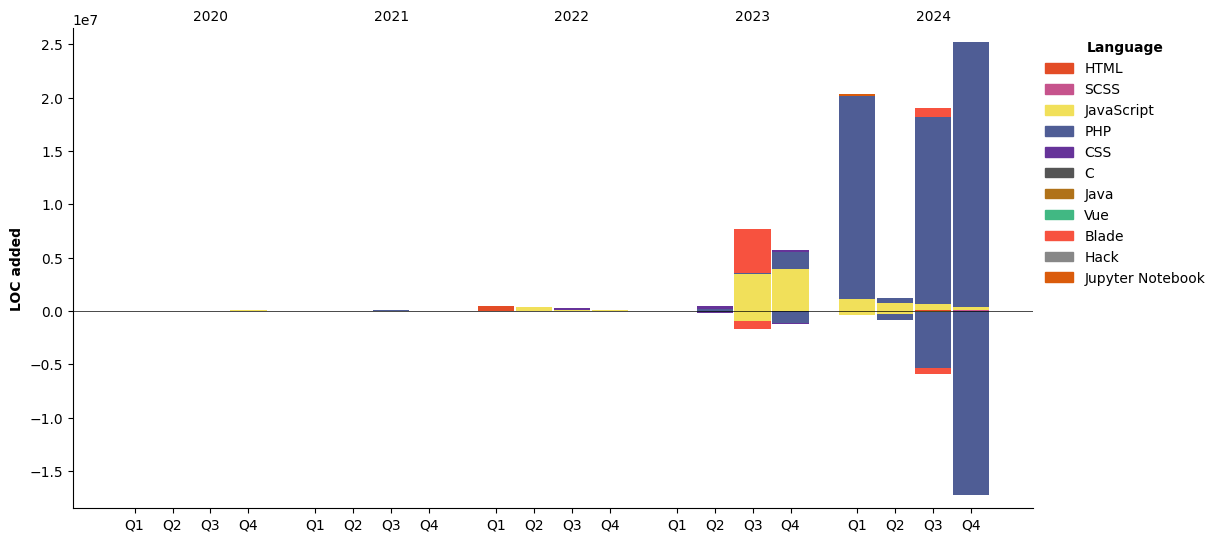 2020 2021 2022 2023 2024
1e7
2.5
2.0
1.5
1.0
0.5
0.0
−0.5
−1.0
−1.5
LOC added
Q1 Q2 Q3 Q4 Q1 Q2 Q3 Q4 Q1 Q2 Q3 Q4 Q1 Q2 Q3 Q4 Q1 Q2 Q3 Q4
Language
HTML
SCSS
JavaScript
PHP
CSS
C
Java
Vue
Blade
Hack
Jupyter Notebook